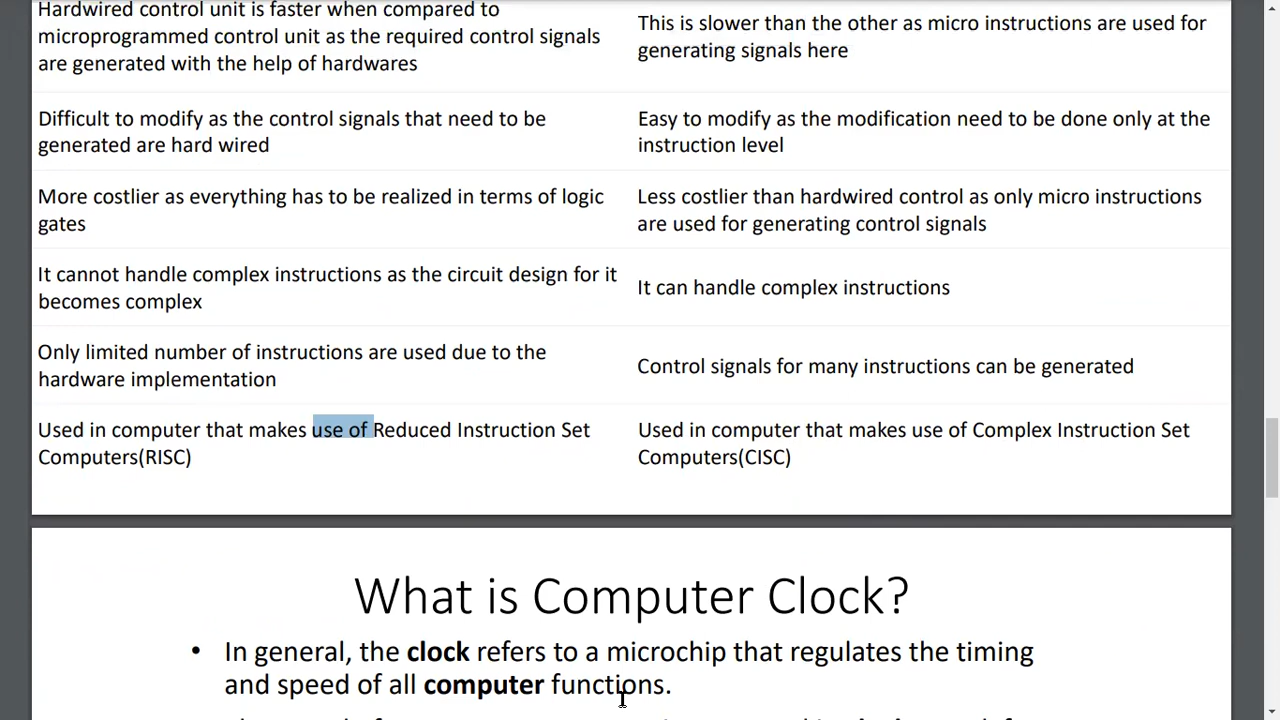 Hardwired control unit is faster when compared to
microprogrammed control unit as the required control signals
are generated with the help of hardwares
This is slower than the other as micro instructions are used for
generating signals here
Difficult to modify as the control signals that need to be
generated are hard wired
Easy to modify as the modification need to be done only at the
instruction level
More costlier as everything has to be realized in terms of logic
gates
Less costlier than hardwired control as only micro instructions
are used for generating control signals
It cannot handle complex instructions as the circuit design for it
becomes complex
It can handle complex instructions
Only limited number of instructions are used due to the
hardware implementation
Control signals for many instructions can be generated
Used in computer that makes use of Reduced Instruction Set
Computers(RISC)
Used in computer that makes use of Complex Instruction Set
Computers(CISC)
What is Computer Clock?
• In general, the clock refers to a microchip that regulates the timing
and speed of all computer functions.